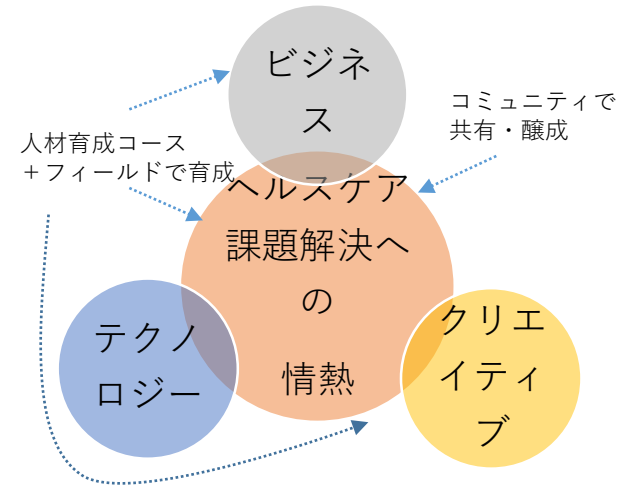 ビジネ
ス
コミュニティで
共有・醸成
人材育成コース
＋フィールドで育成
ヘルスケア
課題解決へ
の
情熱
テクノ
ロジー
クリエ
イティ
ブ